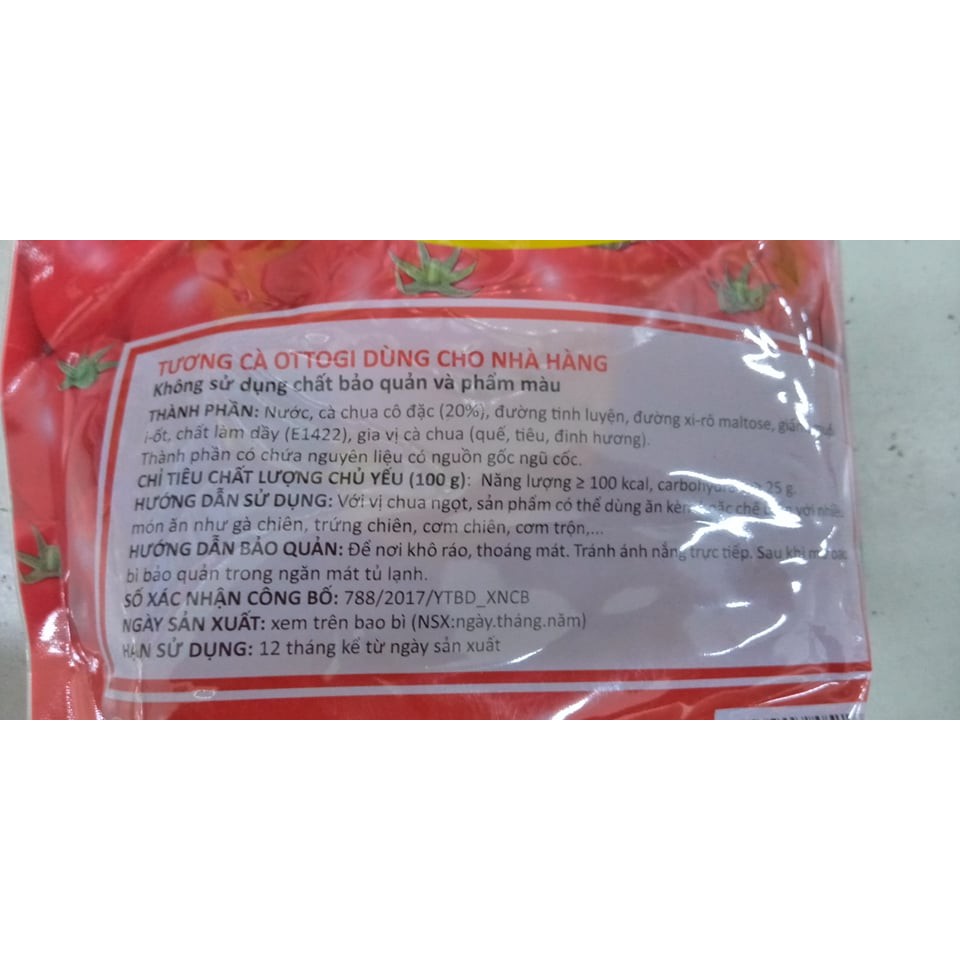 TƯƠNG CÀ OTTOGI DÙNG CHO NHÀ HÀNG
Không sử dụng chất bảo quản và phẩm màu
THÀNH PHẦN: Nước, cà chua cô đặc (20%), đường tinh luyện, đường xi-rô maltose,
i-ốt, chất làm dầy (E1422), gia vị cà chua (quế, tiêu, đinh hương).
Thành phần có chứa nguyên liệu có nguồn gốc ngũ cốc.
CHỈ TIÊU CHẤT LƯỢNG CHỦ YẾU (100 g): Năng lượng ≥ 100 kcal, 25 g.
HƯỚNG DẪN SỬ DỤNG: Với vị chua ngọt, sản phẩm có thể dùng ăn kèm chế với
món ăn như gà chiên, trứng chiên, cơm chiên, cơm trộn,...
HƯỚNG DẪN BẢO QUẢN: Để nơi khô ráo, thoáng mát. Tránh ánh nắng trực tiếp. Sau khi
bì bảo quản trong ngăn mát tủ lạnh.
SỐ XÁC NHẬN CÔNG BỐ: 788/2017/YTBD_XNCB
NGÀY SẢN XUẤT: xem trên bao bì (NSX:ngày.tháng.năm)
HẠN SỬ DỤNG: 12 tháng kể từ ngày sản xuất